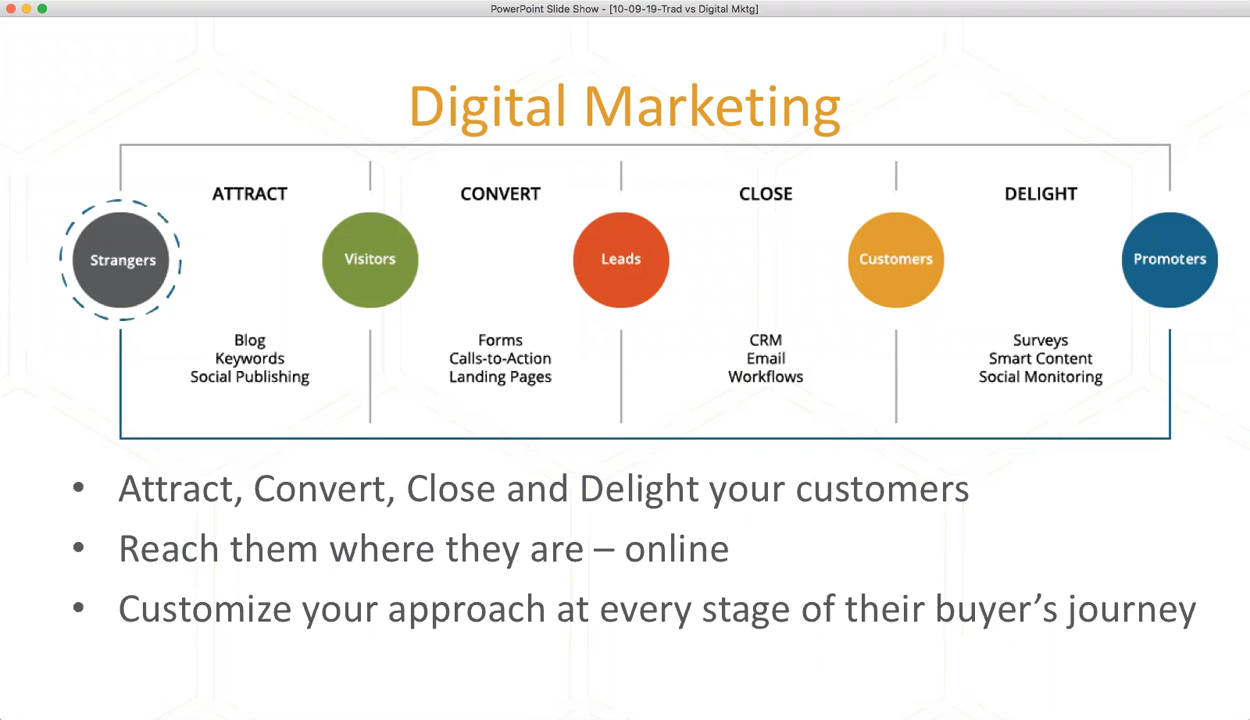 PowerPoint Slide Show - [10-09-19-Trad vs Digital Mktg]
Digital Marketing
ATTRACT
CONVERT
CLOSE
DELIGHT
Strangers
Visitors
Leads
Customers
Promoters
Blog
Keywords
Social Publishing
Forms
Calls-to-Action
Landing Pages
CRM
Email
Workflows
Surveys
Smart Content
Social Monitoring
• Attract, Convert, Close and Delight your customers
• Reach them where they are – online
• Customize your approach at every stage of their buyer’s journey